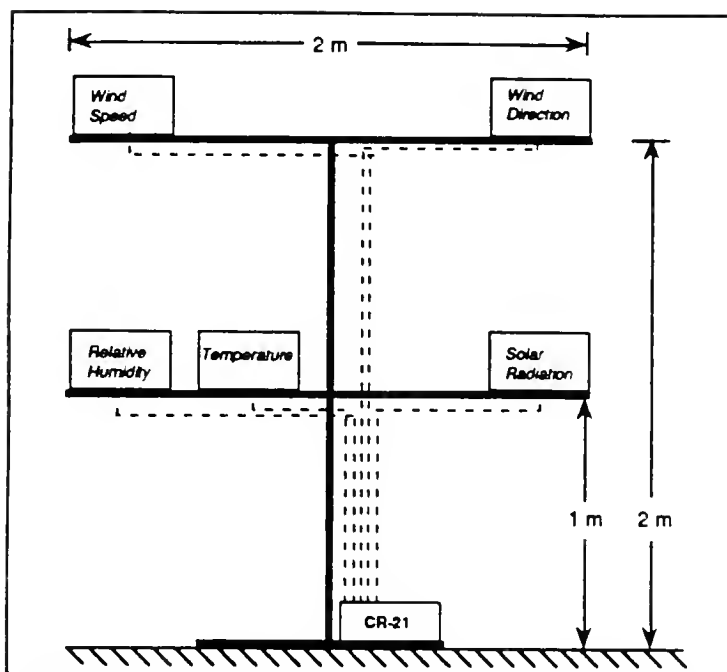 2 m
Wind
Speed
Wind
Direction
Relative
Humidity
Temperature
Solar
Radiation
1 m
2 m
CR-21